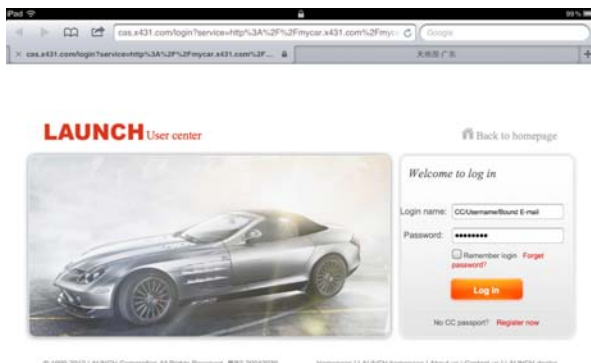 iPad
99%
cas.x431.com/login?service=http%3A%2F%2Fmycar.x431.com%2Fmyc
Google
cas.x431.com/login?service=http%3A%2F%2Fmycar.x431.com%2F...
LAUNCH User center
Back to homepage
Welcome to log in
Login name:
CC/Username/Bound E-mail
Password:
Remember login Forget
password?
Log in
No CC passport? Register now